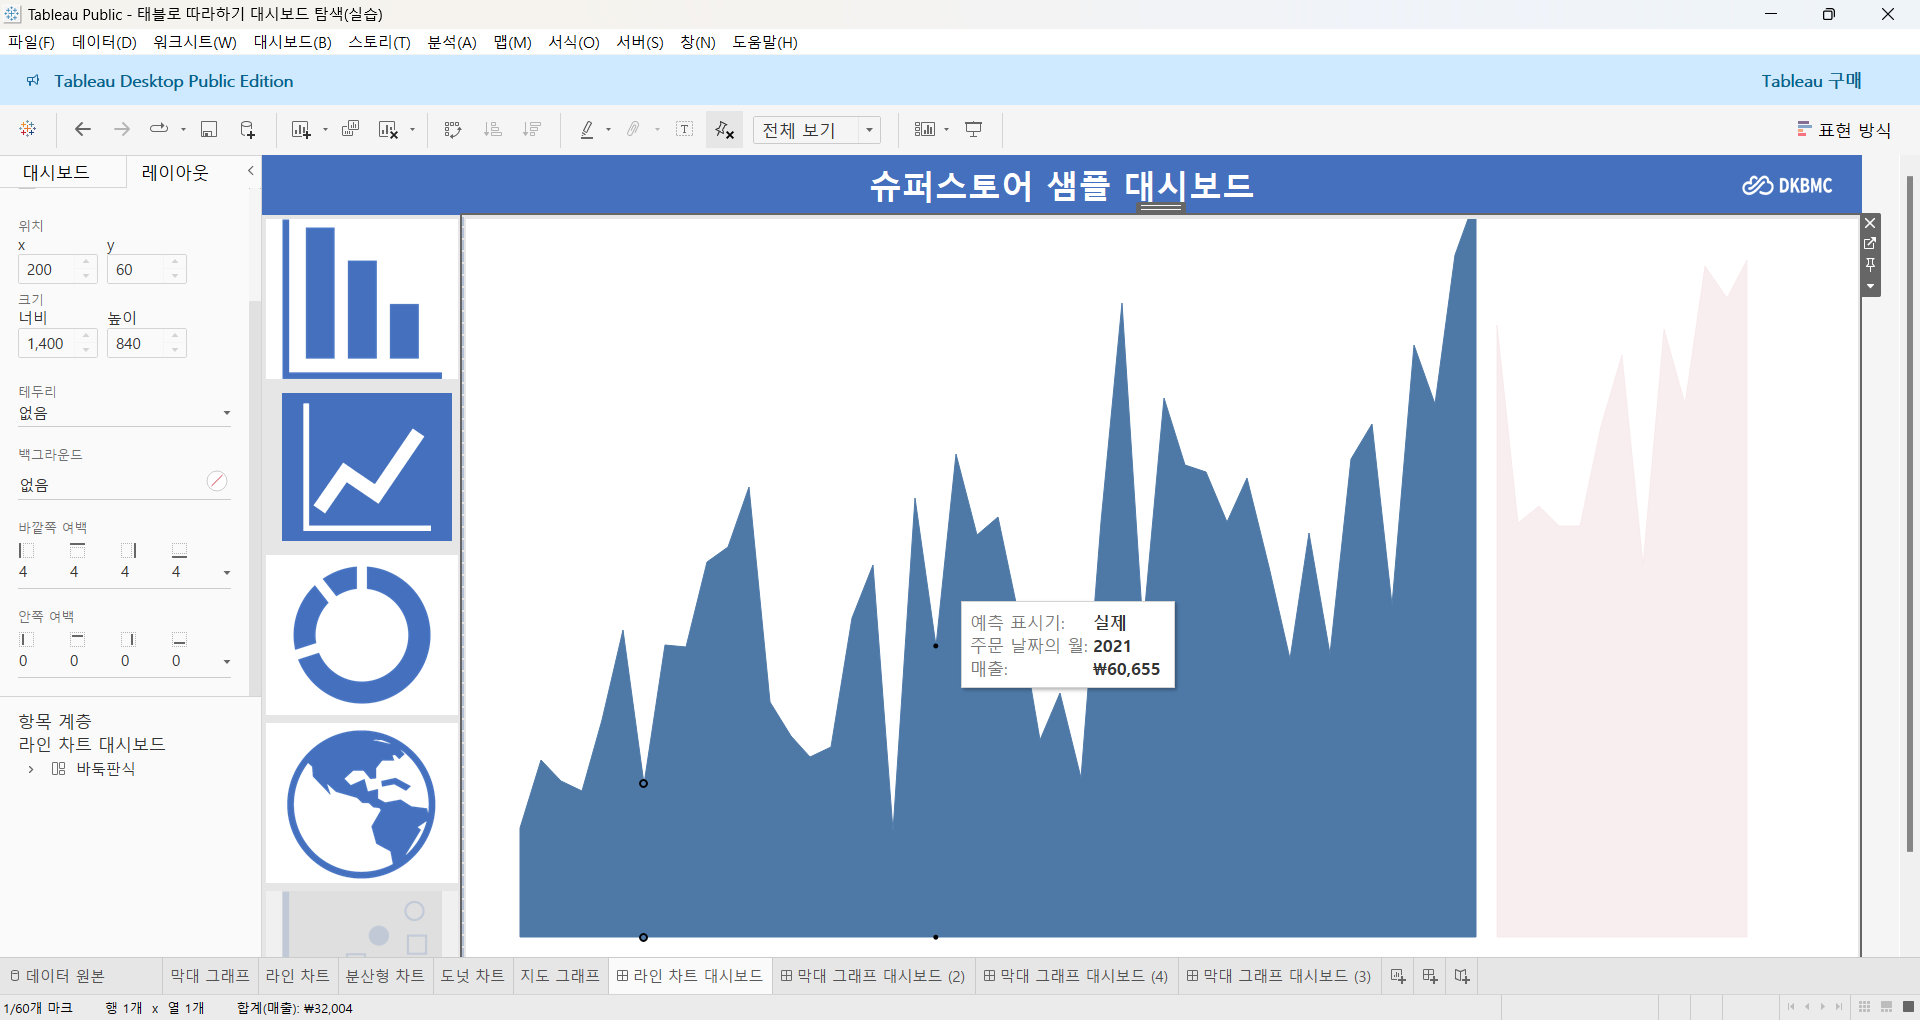 Tableau Public - 태블로 따라하기 대시보드 탐색(실습)
파일(F) 데이터(D) 워크시트(W) 대시보드(B) 스토리(T) 분석(A) 맵(M) 서식(O) 서버(S) 창(N) 도움말(H)
Tableau Desktop Public Edition
Tableau 구매
전체 보기
표현 방식
대시보드 레이아웃
슈퍼스토어 샘플 대시보드
DKBMC
위치
x y
200 60
크기
너비 높이
1,400 840
테두리
없음
백그라운드
없음
바깥쪽 여백
4 4 4 4
안쪽 여백
0 0 0 0
항목 계층
라인 차트 대시보드
바둑판식
예측 표시기: 실제
주문 날짜의 월: 2021
매출: ₩60,655
데이터 원본 막대 그래프 라인 차트 분산형 차트 도넛 차트 지도 그래프 라인 차트 대시보드 막대 그래프 대시보드 (2) 막대 그래프 대시보드 (4) 막대 그래프 대시보드 (3)
1/60개 마크 행 1개 x 열 1개 합계(매출): ₩32,004